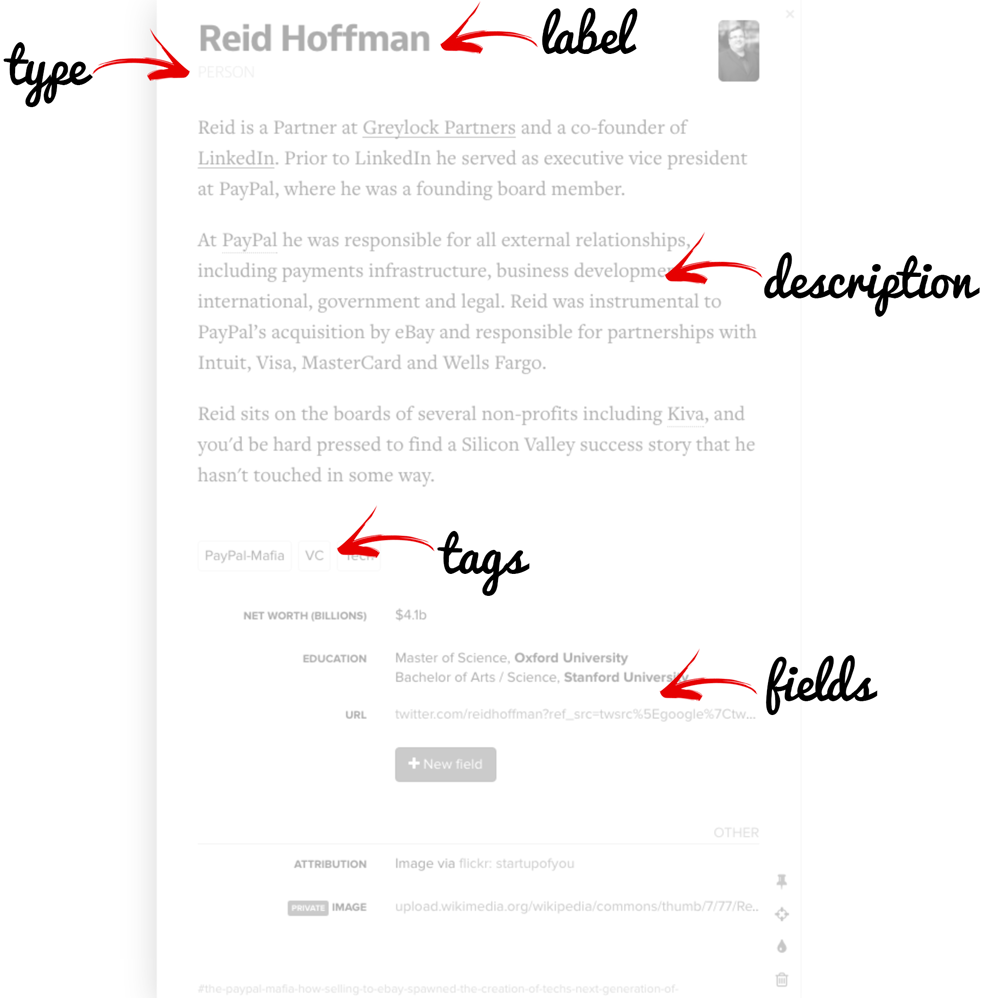 Reid Hoffman
label
type
PERSON
Reid is a Partner at Greylock Partners and a co-founder of
LinkedIn. Prior to LinkedIn he served as executive vice president
at PayPal, where he was a founding board member.
At PayPal he was responsible for all external relationships,
including payments infrastructure, business developme
description
international, government and legal. Reid was instrumental to
PayPal’s acquisition by eBay and responsible for partnerships with
Intuit, Visa, MasterCard and Wells Fargo.
Reid sits on the boards of several non-profits including Kiva, and
you'd be hard pressed to find a Silicon Valley success story that he
hasn't touched in some way.
PayPal-Mafia VC Tech
tags
NET WORTH (BILLIONS) $4.1b
EDUCATION Master of Science, Oxford University
Bachelor of Arts / Science, Stanford University
fields
URL twitter.com/reidhoffman?ref_src=twsrc%5Egoogle%7Ctw...
+ New field
OTHER
ATTRIBUTION Image via flickr: startupofyou
PRIVATE IMAGE upload.wikimedia.org/wikipedia/commons/thumb/7/77/Re..
#the-paypal-mafia-how-selling-to-ebay-spawned-the-creation-of-techs-next-generation-of-